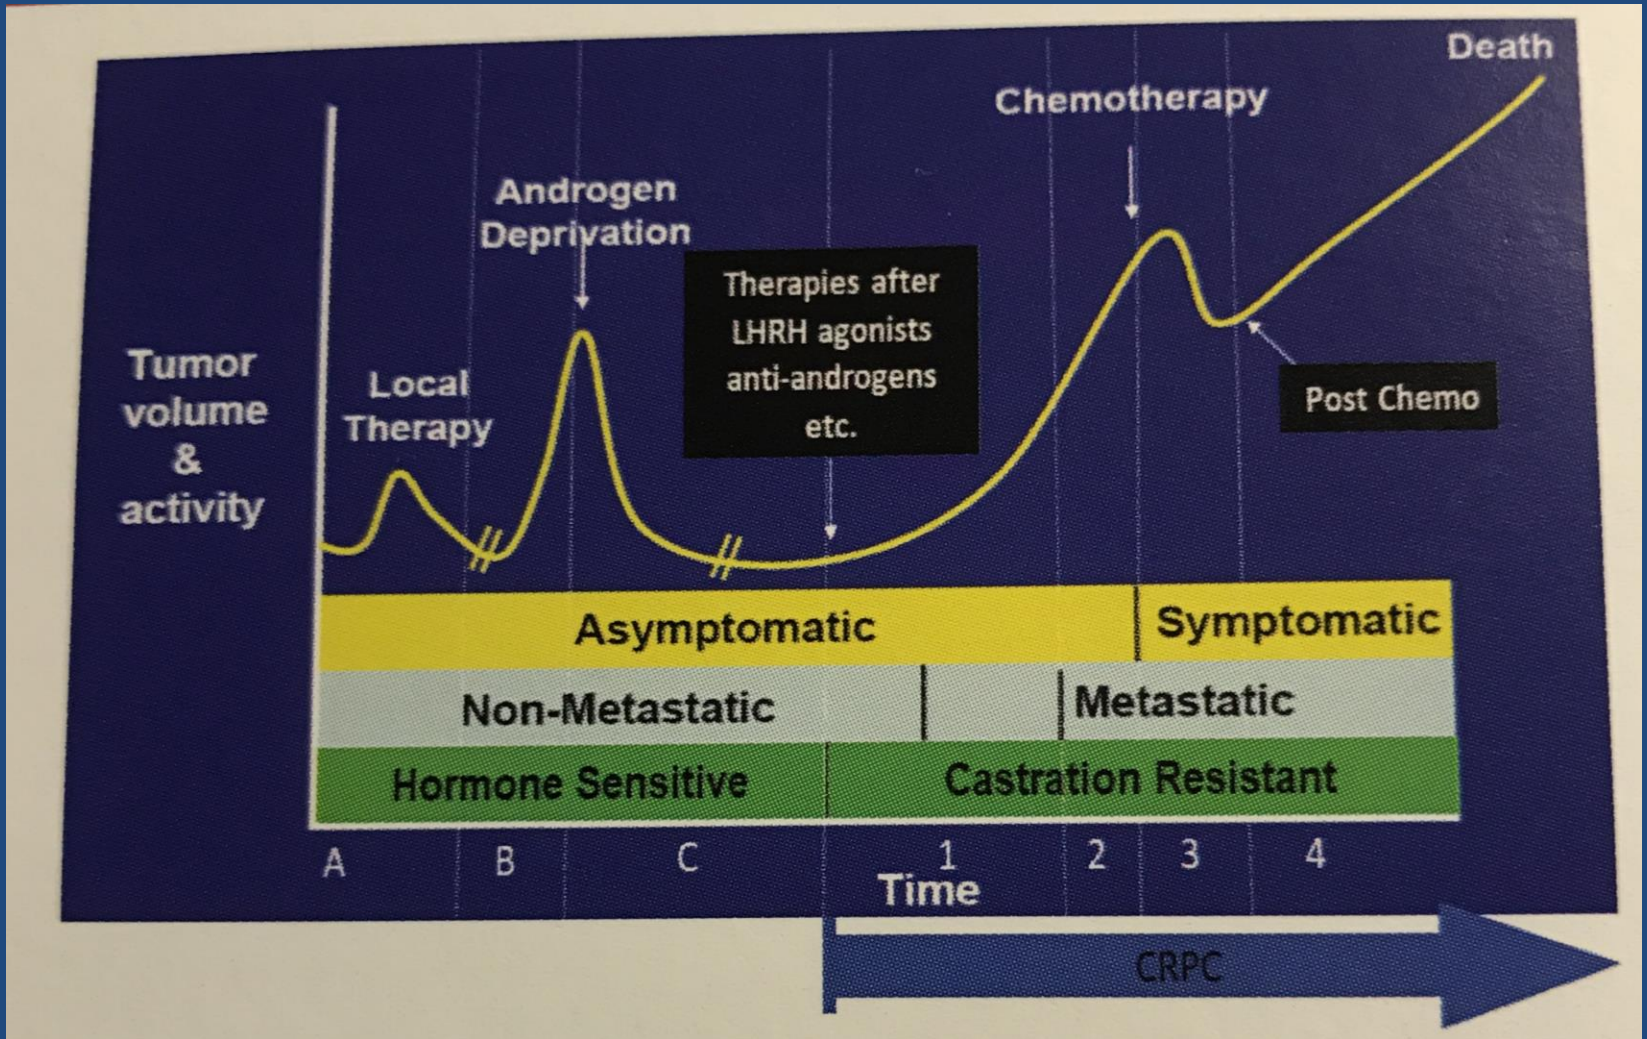 Death
Chemotherapy
Androgen
Deprivation
Therapies after
LHRH agonists
anti-androgens
etc.
Tumor
volume
&
activity
Local
Therapy
Post Chemo
Asymptomatic
Symptomatic
Non-Metastatic
Metastatic
Hormone Sensitive
Castration Resistant
A B C 1 2 3 4
Time
CRPC